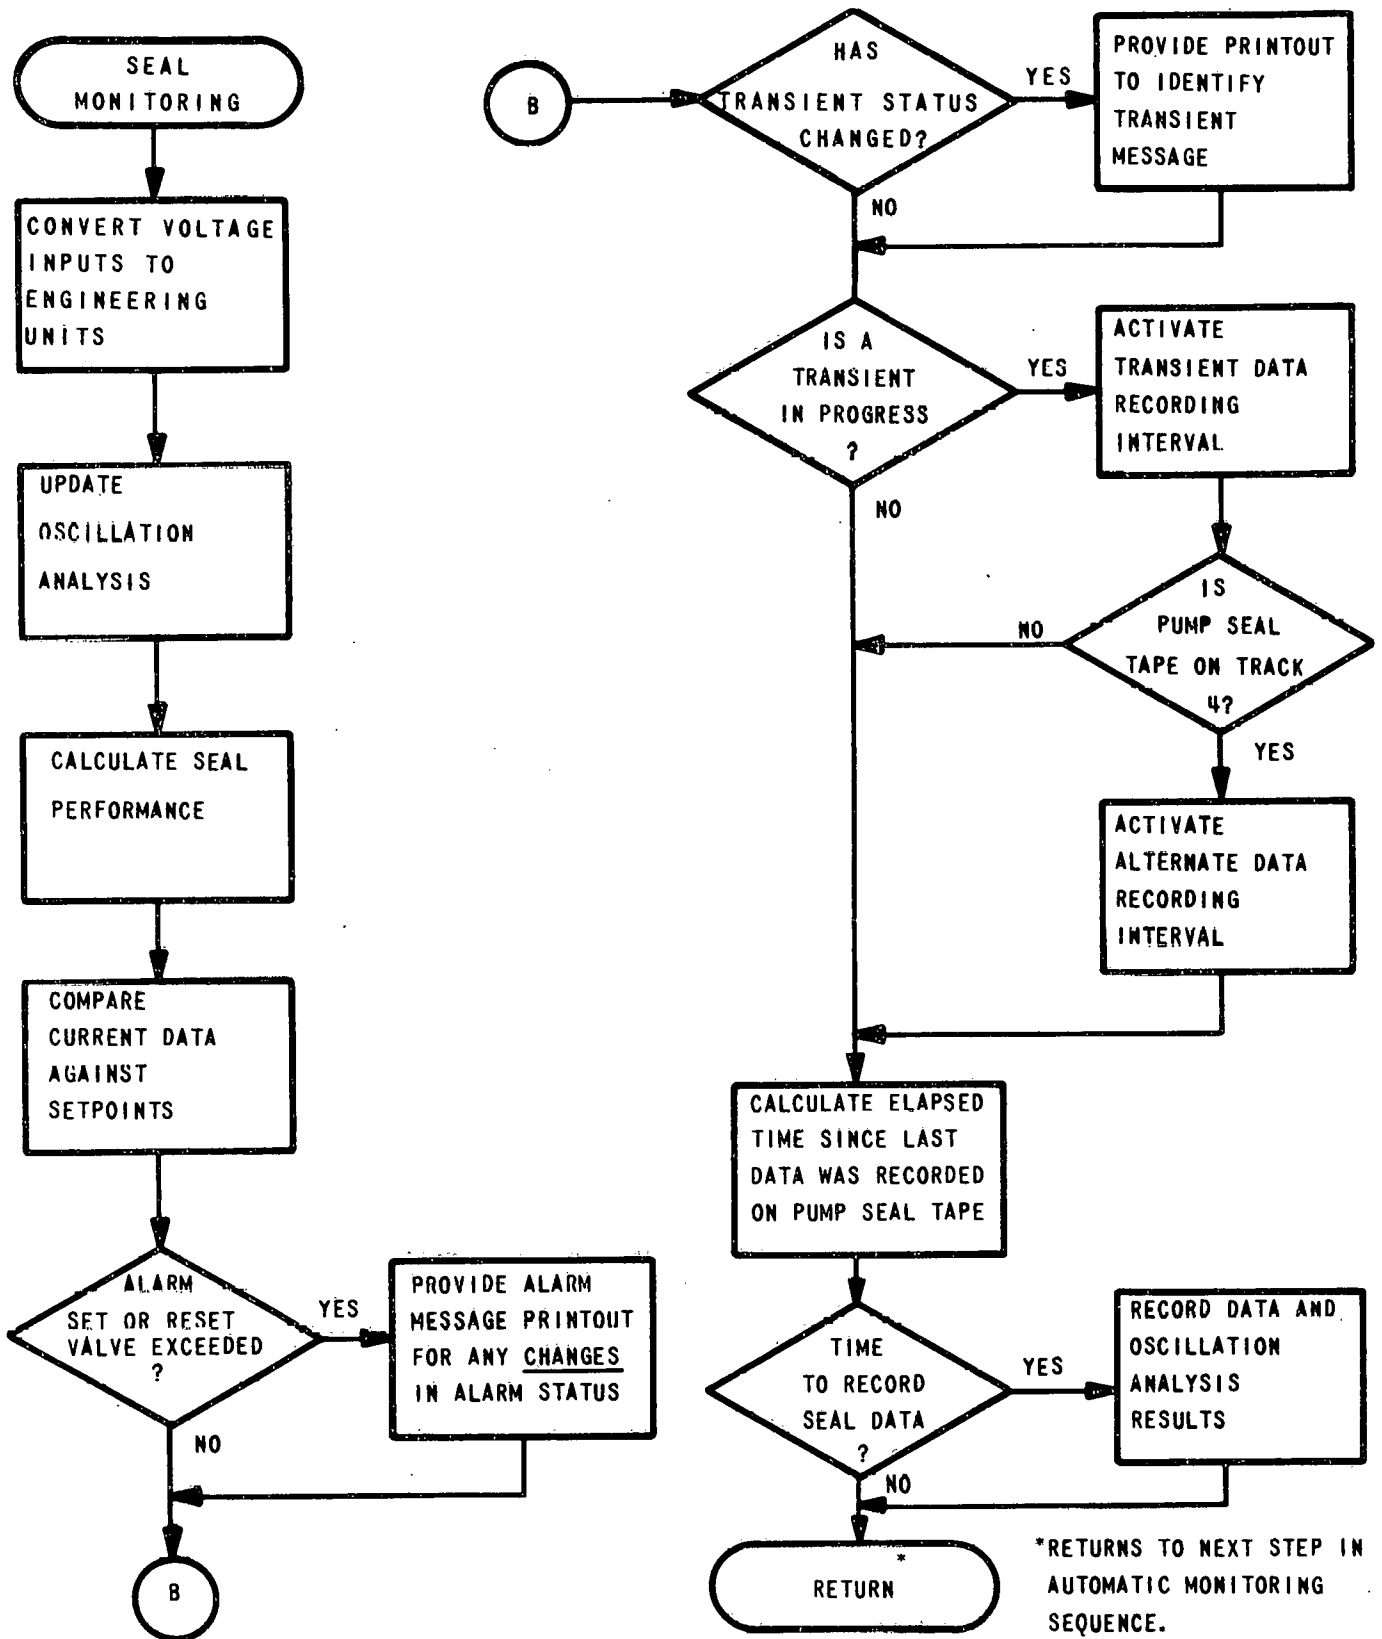 SEAL
MONITORING
CONVERT VOLTAGE
INPUTS TO
ENGINEERING
UNITS
UPDATE
OSCILLATION
ANALYSIS
CALCULATE SEAL
PERFORMANCE
COMPARE
CURRENT DATA
AGAINST
SETPOINTS
ALARM
SET OR RESET
VALVE EXCEEDED
?
YES
PROVIDE ALARM
MESSAGE PRINTOUT
FOR ANY CHANGES
IN ALARM STATUS
NO
B
B
HAS
TRANSIENT STATUS
CHANGED?
YES
PROVIDE PRINTOUT
TO IDENTIFY
TRANSIENT
MESSAGE
NO
IS A
TRANSIENT
IN PROGRESS
?
YES
ACTIVATE
TRANSIENT DATA
RECORDING
INTERVAL
NO
IS
PUMP SEAL
TAPE ON TRACK
4?
NO
YES
ACTIVATE
ALTERNATE DATA
RECORDING
INTERVAL
CALCULATE ELAPSED
TIME SINCE LAST
DATA WAS RECORDED
ON PUMP SEAL TAPE
TIME
TO RECORD
SEAL DATA
?
YES
RECORD DATA AND
OSCILLATION
ANALYSIS
RESULTS
NO
RETURN *
*RETURNS TO NEXT STEP IN
AUTOMATIC MONITORING
SEQUENCE.